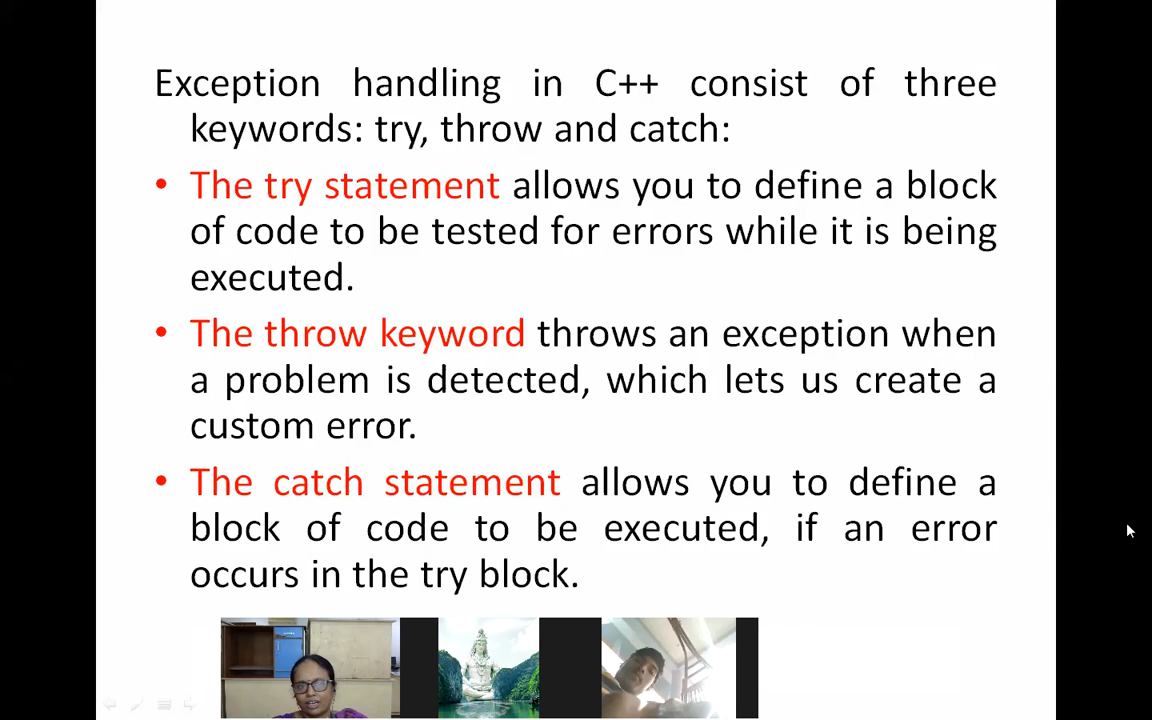 Exception handling in C++ consist of three
keywords: try, throw and catch:
• The try statement allows you to define a block
of code to be tested for errors while it is being
executed.
• The throw keyword throws an exception when
a problem is detected, which lets us create a
custom error.
• The catch statement allows you to define a
block of code to be executed, if an error
occurs in the try block.